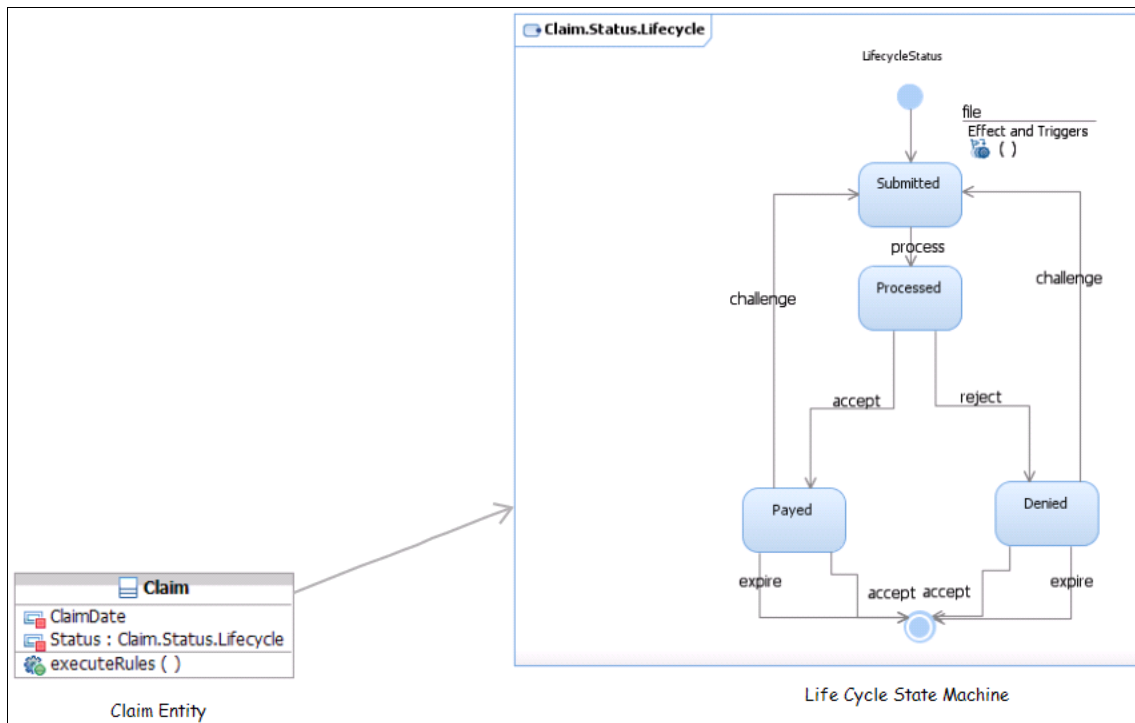 Claim.Status.Lifecycle
LifecycleStatus
file
Effect and Triggers
( )
Submitted
process
Processed
challenge
challenge
accept
reject
Payed
Denied
expire
accept
accept
expire
Claim
ClaimDate
Status : Claim.Status.Lifecycle
executeRules ( )
Claim Entity
Life Cycle State Machine